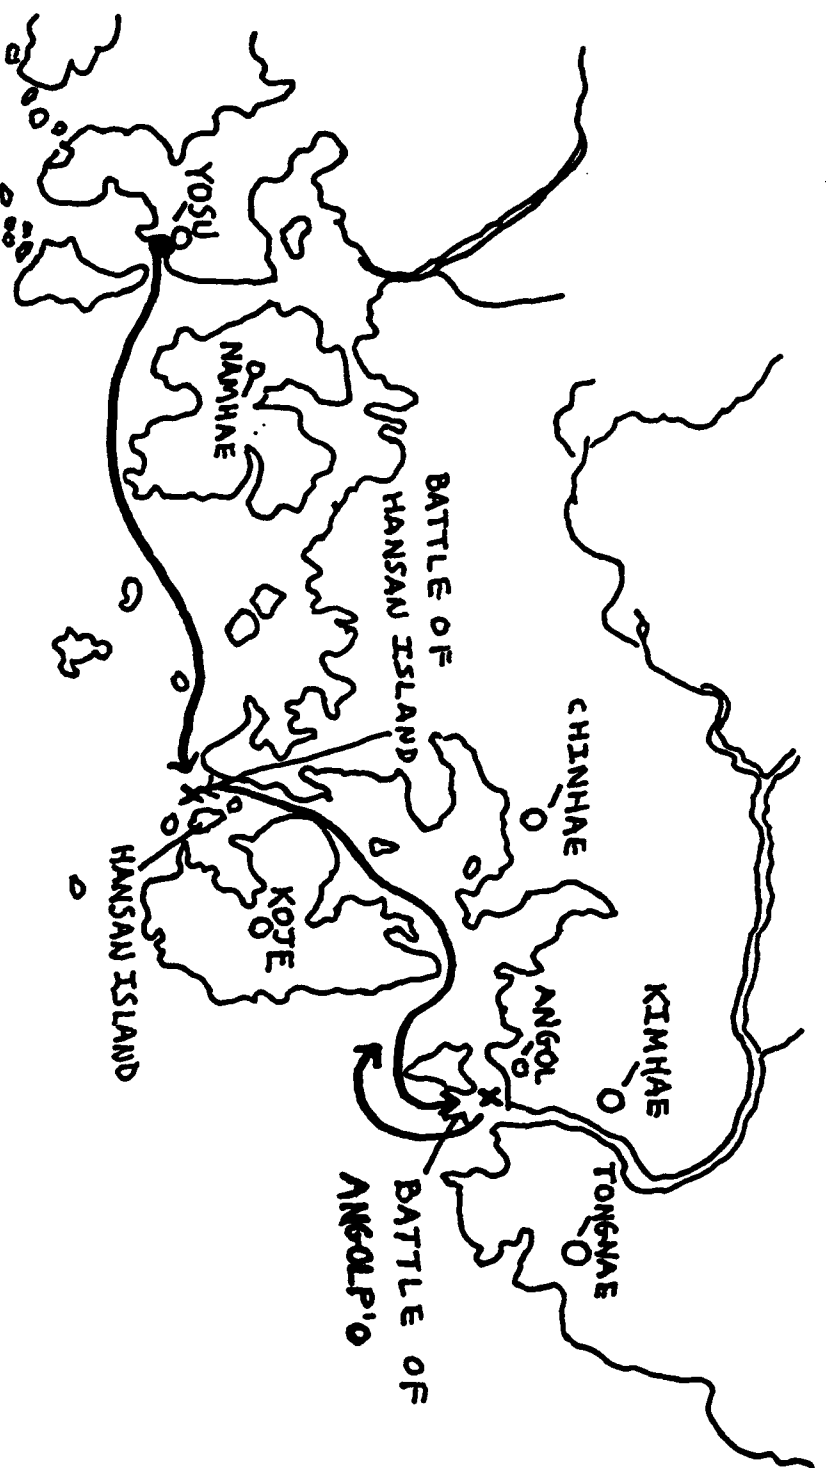 YOSU
NAMHAE
BATTLE OF
HANSAN ISLAND
CHINHAE
HANSAN ISLAND
KOJE
ANGOL
KIMHAE
TONGNAE
BATTLE OF
ANGOLP'O